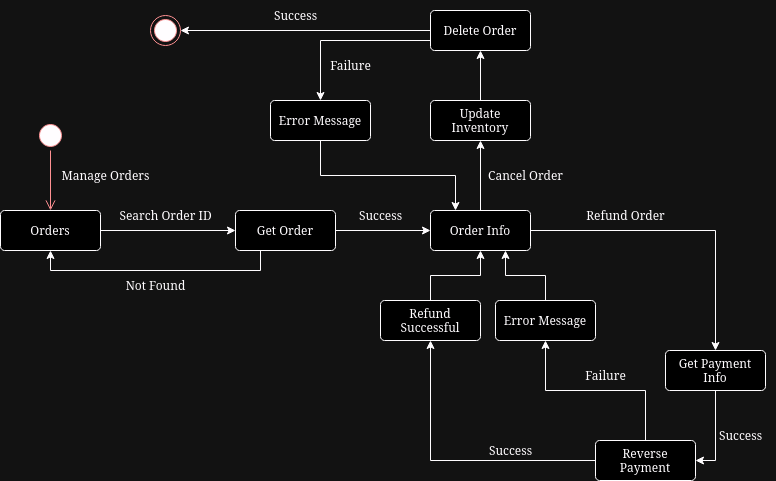 Success
Delete Order
Failure
Error Message
Update
Inventory
Manage Orders
Cancel Order
Orders
Search Order ID
Get Order
Success
Order Info
Refund Order
Not Found
Refund
Successful
Error Message
Get Payment
Info
Failure
Success
Success
Reverse
Payment